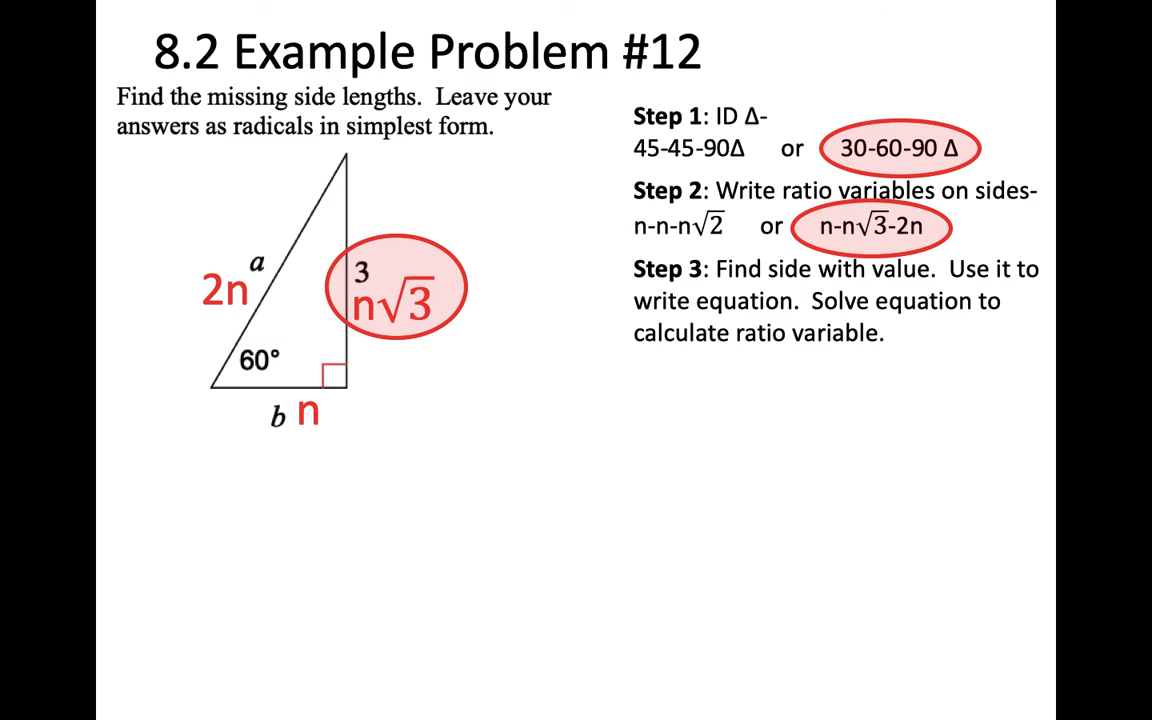 8.2 Example Problem #12
Find the missing side lengths.  Leave your
answers as radicals in simplest form.
a
2n
3
n√3
60°
b n
Step 1: ID Δ-
45-45-90Δ or 30-60-90 Δ
Step 2: Write ratio variables on sides-
n-n-n√2 or n-n√3-2n
Step 3: Find side with value.  Use it to
write equation.  Solve equation to
calculate ratio variable.